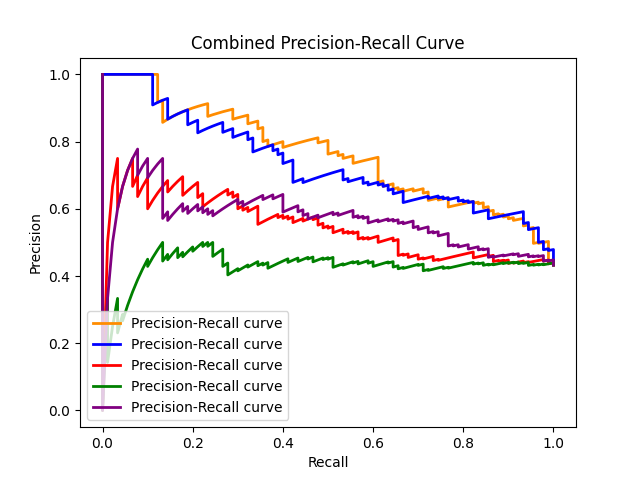 Combined Precision-Recall Curve
Precision
1.0
0.8
0.6
0.4
0.2
0.0
Precision-Recall curve
Precision-Recall curve
Precision-Recall curve
Precision-Recall curve
Precision-Recall curve
0.0 0.2 0.4 0.6 0.8 1.0
Recall